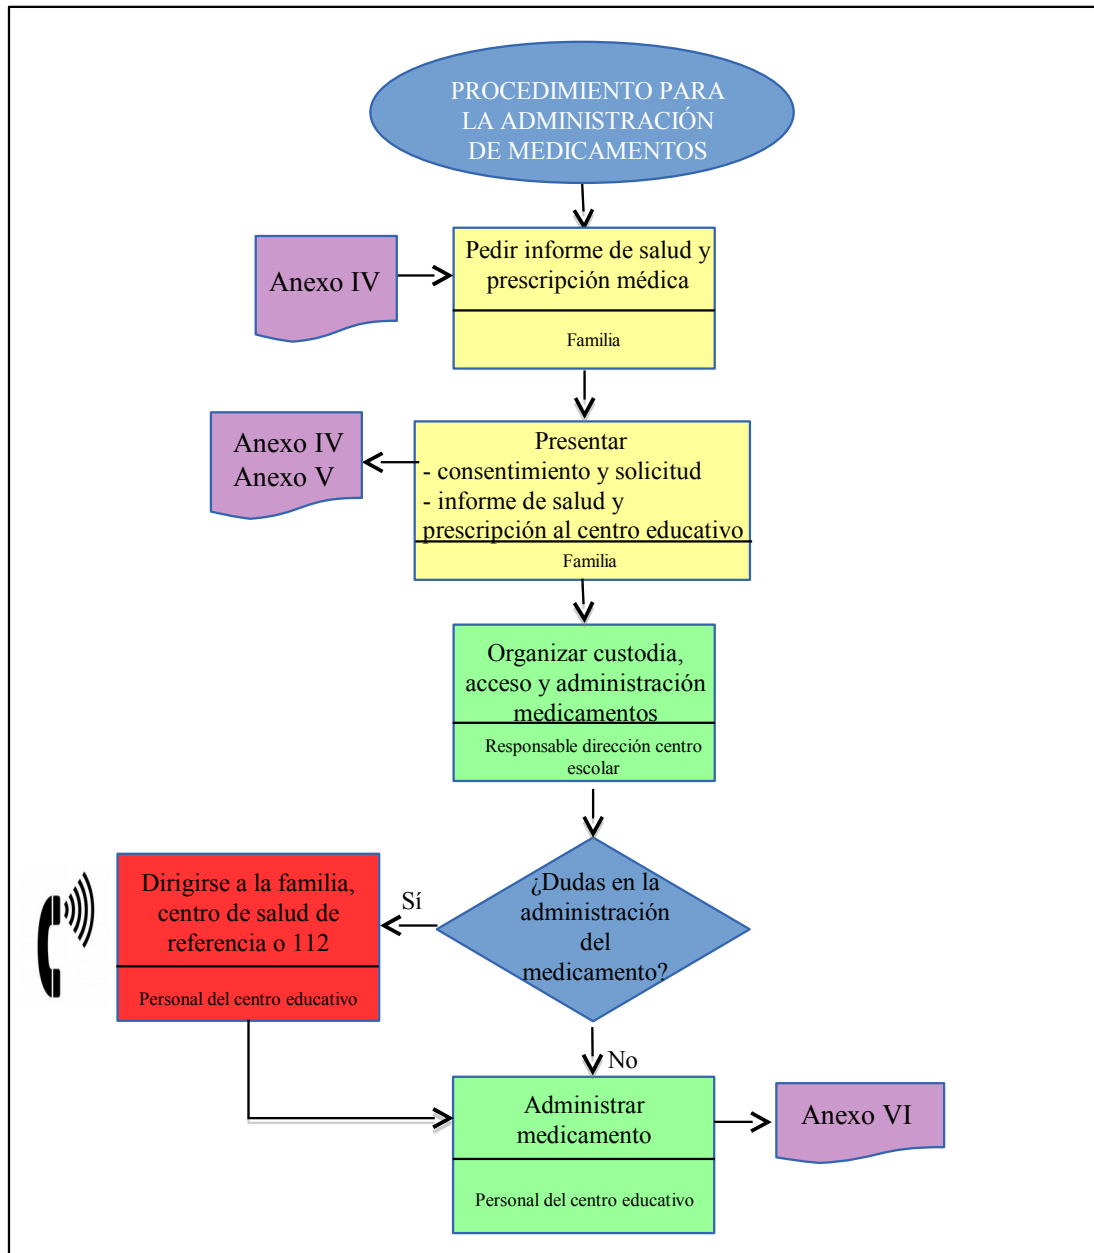 PROCEDIMIENTO PARA
LA ADMINISTRACIÓN
DE MEDICAMENTOS
Anexo IV
Pedir informe de salud y
prescripción médica
Familia
Anexo IV
Anexo V
Presentar
- consentimiento y solicitud
- informe de salud y
prescripción al centro educativo
Familia
Organizar custodia,
acceso y administración
medicamentos
Responsable dirección centro
escolar
¿Dudas en la
administración
del
medicamento?
Sí
Dirigirse a la familia,
centro de salud de
referencia o 112
Personal del centro educativo
No
Administrar
medicamento
Personal del centro educativo
Anexo VI